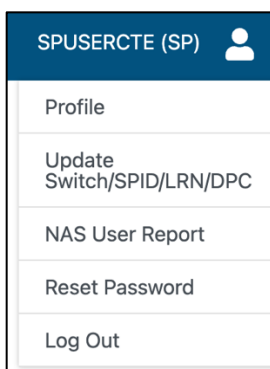 SPUSERCTE (SP)
Profile
Update
Switch/SPID/LRN/DPC
NAS User Report
Reset Password
Log Out